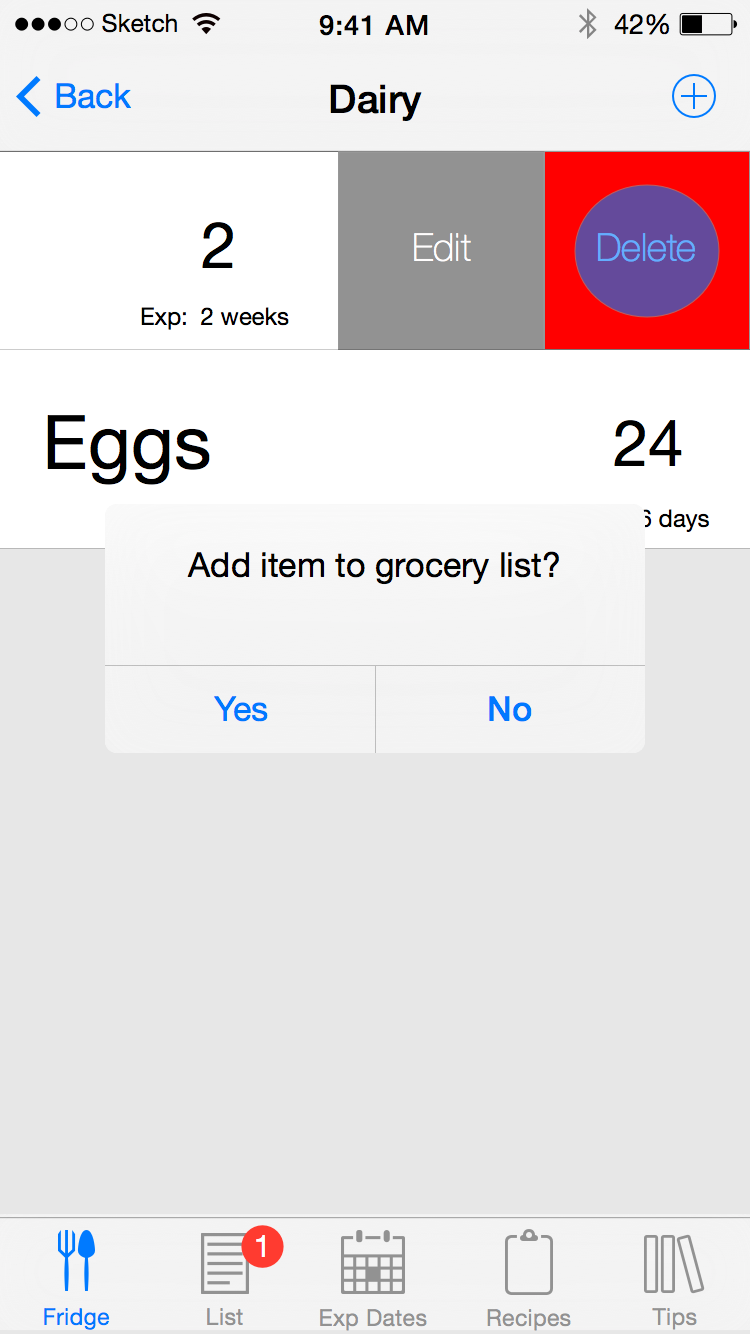 Sketch 9:41 AM 42%
Back Dairy
2 Edit Delete
Exp: 2 weeks
Eggs 24
6 days
Add item to grocery list?
Yes No
1
Fridge List Exp Dates Recipes Tips